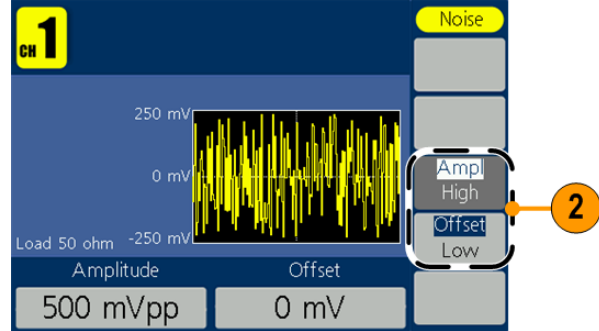 CH 1
Noise
250 mV
0 mV
-250 mV
Load 50 ohm
Ampl
High
Offset
Low
2
Amplitude
Offset
500 mVpp
0 mV